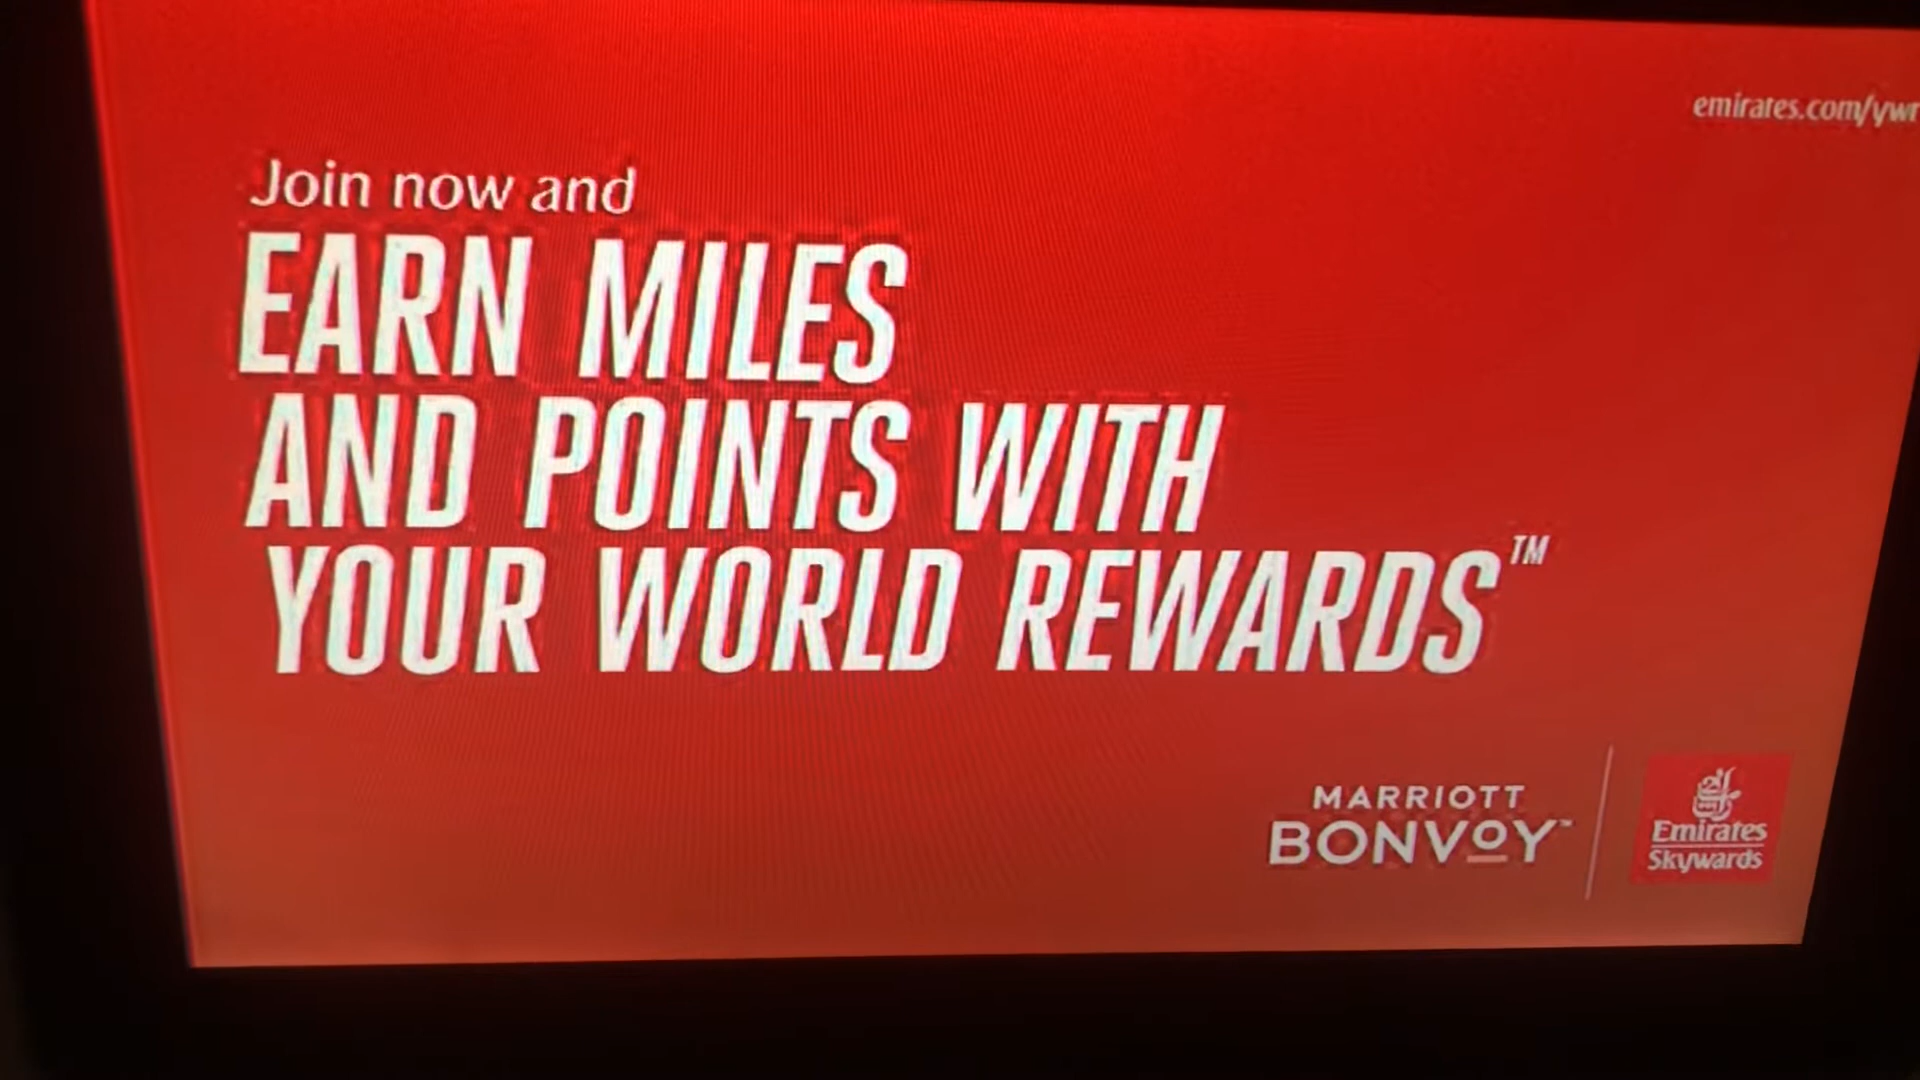 emirates.com/ywr
Join now and
EARN MILES
AND POINTS WITH
YOUR WORLD REWARDS™
MARRIOTT
BONVOY™
Emirates
Skywards